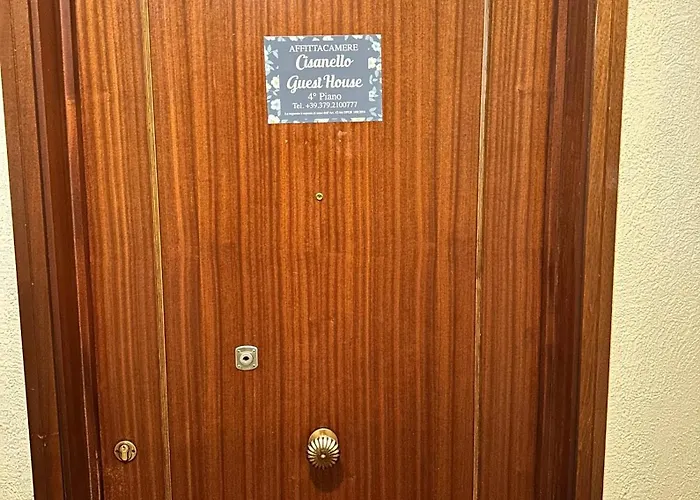 AFFITTACAMERE
Cisanello
Guest House
4° Piano
Tel. +39.379.2100777